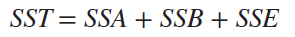 SST = SSA + SSB + SSE